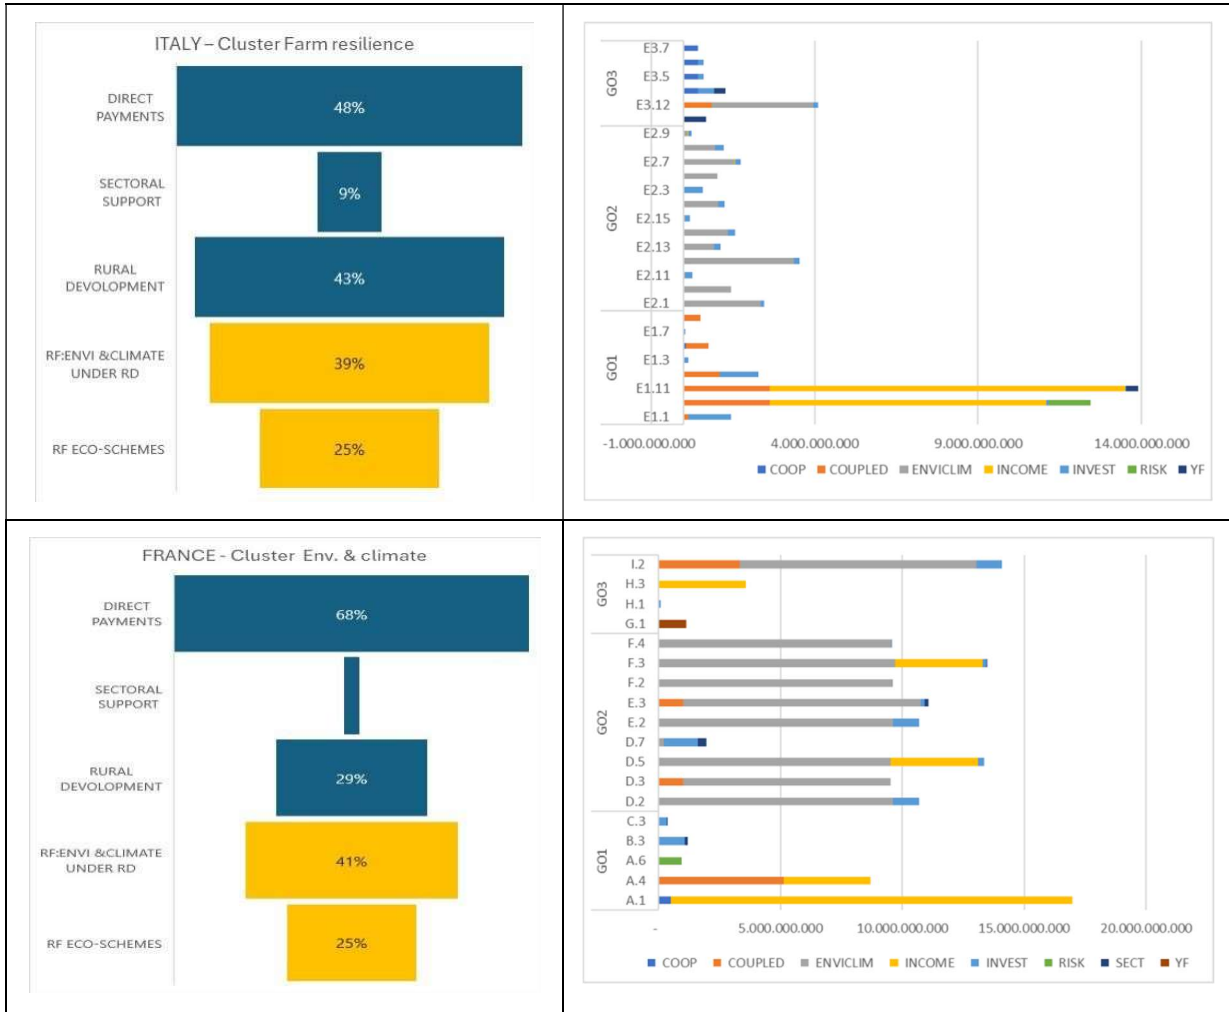 ITALY – Cluster Farm resilience
DIRECT
PAYMENTS
48%
SECTORAL
SUPPORT
9%
RURAL
DEVOLOPMENT
43%
RF:ENVI &CLIMATE
UNDER RD
39%
RF ECO-SCHEMES
25%
GO3
E3.7
E3.5
E3.12
GO2
E2.9
E2.7
E2.3
E2.15
E2.13
E2.11
E2.1
GO1
E1.7
E1.3
E1.11
E1.1
-1.000.000.000 4.000.000.000 9.000.000.000 14.000.000.000
COOP COUPLED ENVICLIM INCOME INVEST RISK YF
FRANCE - Cluster Env. & climate
DIRECT
PAYMENTS
68%
SECTORAL
SUPPORT
RURAL
DEVOLOPMENT
29%
RF:ENVI &CLIMATE
UNDER RD
41%
RF ECO-SCHEMES
25%
GO3
I.2
H.3
H.1
G.1
GO2
F.4
F.3
F.2
E.3
E.2
D.7
D.5
D.3
D.2
GO1
C.3
B.3
A.6
A.4
A.1
- 5.000.000.000 10.000.000.000 15.000.000.000 20.000.000.000
COOP COUPLED ENVICLIM INCOME INVEST RISK SECT YF